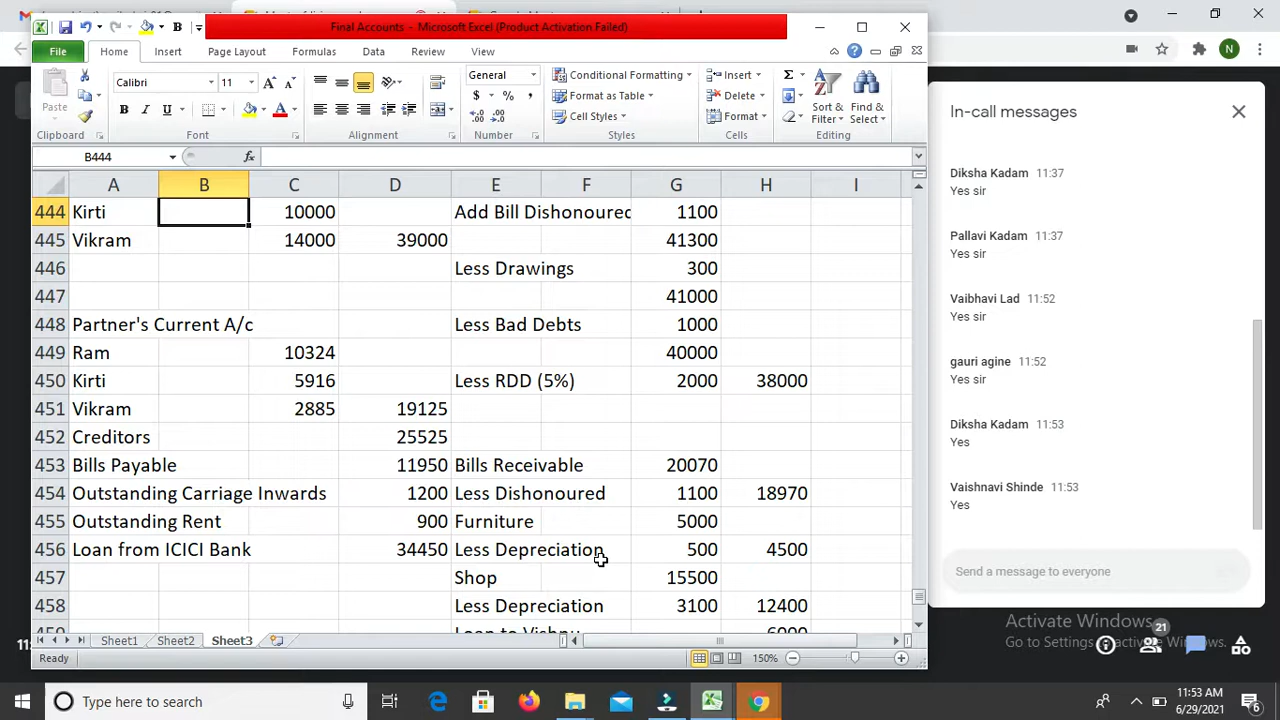 Final Accounts - Microsoft Excel (Product Activation Failed)
File Home Insert Page Layout Formulas Data Review View
Paste
Calibri 11
B I U
General
$ % ,
Conditional Formatting
Format as Table
Cell Styles
Insert
Delete
Format
Σ
Sort & Filter
Find & Select
Clipboard Font Alignment Number Styles Cells Editing
B444 fx
A B C D E F G H I
444 Kirti 10000 Add Bill Dishonoured 1100
445 Vikram 14000 39000 41300
446 Less Drawings 300
447 41000
448 Partner's Current A/c Less Bad Debts 1000
449 Ram 10324 40000
450 Kirti 5916 Less RDD (5%) 2000 38000
451 Vikram 2885 19125
452 Creditors 25525
453 Bills Payable 11950 Bills Receivable 20070
454 Outstanding Carriage Inwards 1200 Less Dishonoured 1100 18970
455 Outstanding Rent 900 Furniture 5000
456 Loan from ICICI Bank 34450 Less Depreciation 500 4500
457 Shop 15500
458 Less Depreciation 3100 12400
459 Loan to Vishnu 6000
Sheet1 Sheet2 Sheet3
Ready 150%
In-call messages
Diksha Kadam 11:37
Yes sir
Pallavi Kadam 11:37
Yes sir
Vaibhavi Lad 11:52
Yes sir
gauri agine 11:52
Yes sir
Diksha Kadam 11:53
Yes
Vaishnavi Shinde 11:53
Yes
Send a message to everyone
Activate Windows
Go to Settings to activate Windows.
21
N
Type here to search
11:53 AM
6/29/2021
6